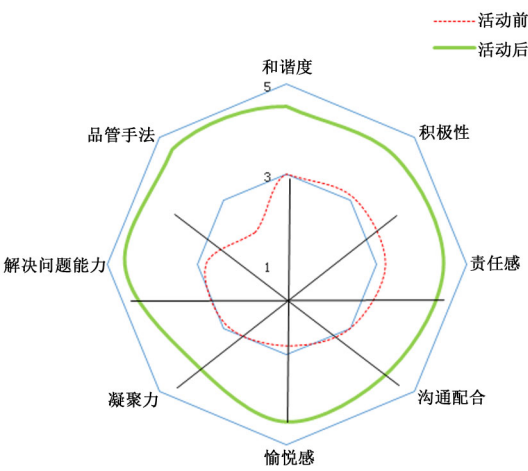 活动前
活动后
和谐度
5
品管手法
积极性
3
解决问题能力
1
责任感
凝聚力
沟通配合
愉悦感